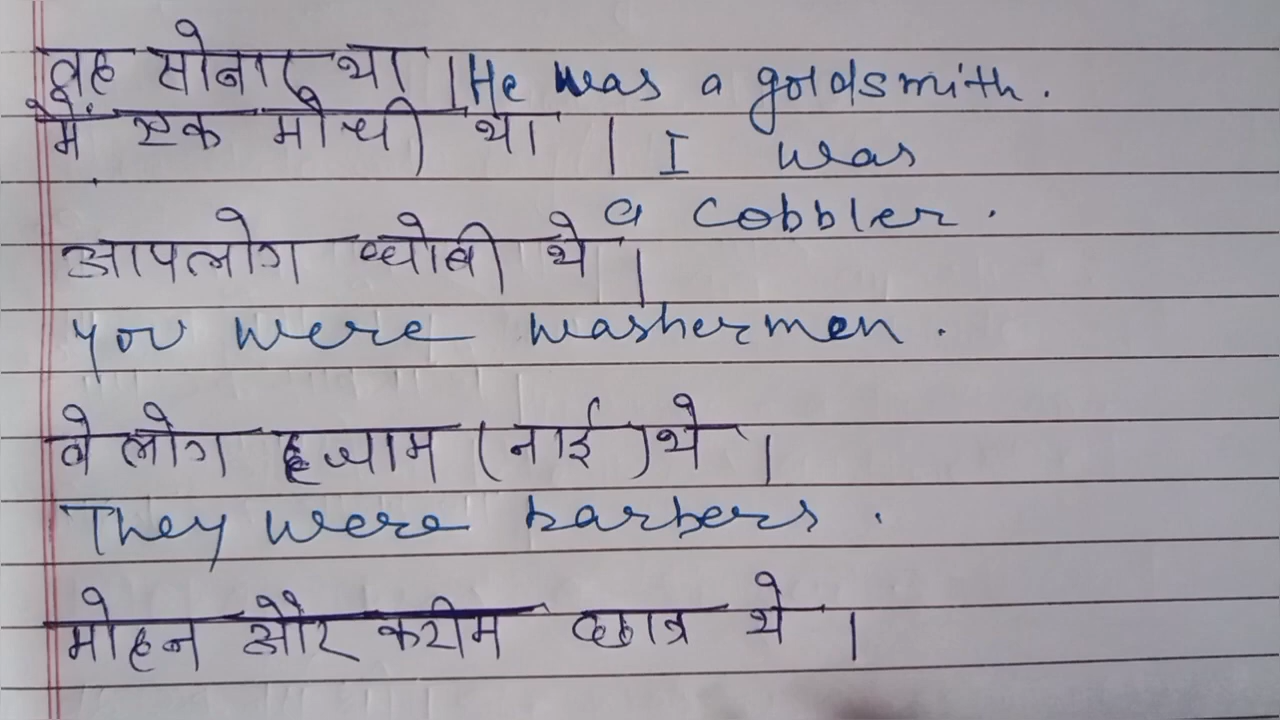 वह सोनार था । He was a goldsmith.
मैं एक मोची था । I was
a cobbler.
आपलोग धोबी थे ।
you were washermen.
वे लोग हजाम (नाई) थे ।
They were barbers.
मोहन और करीम छात्र थे ।